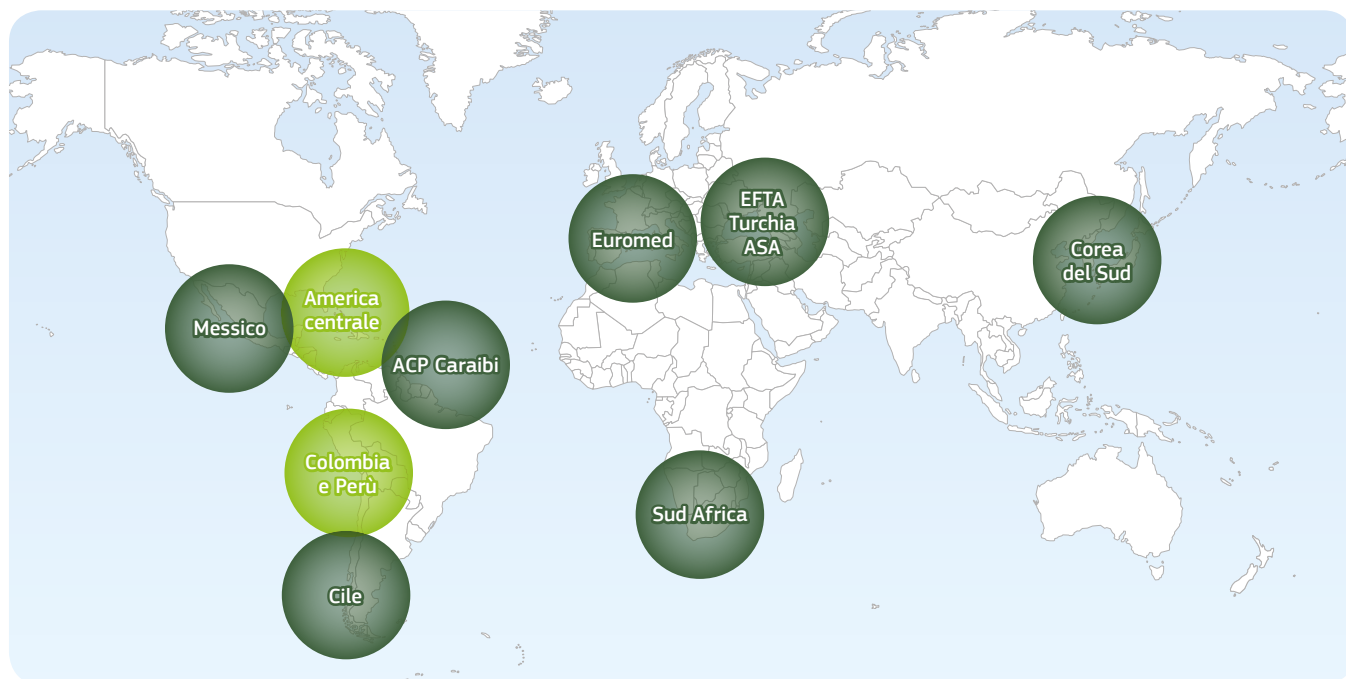 EFTA
Turchia
ASA
Euromed
Corea
del Sud
America
centrale
Messico
ACP Caraibi
Colombia
e Perù
Sud Africa
Cile